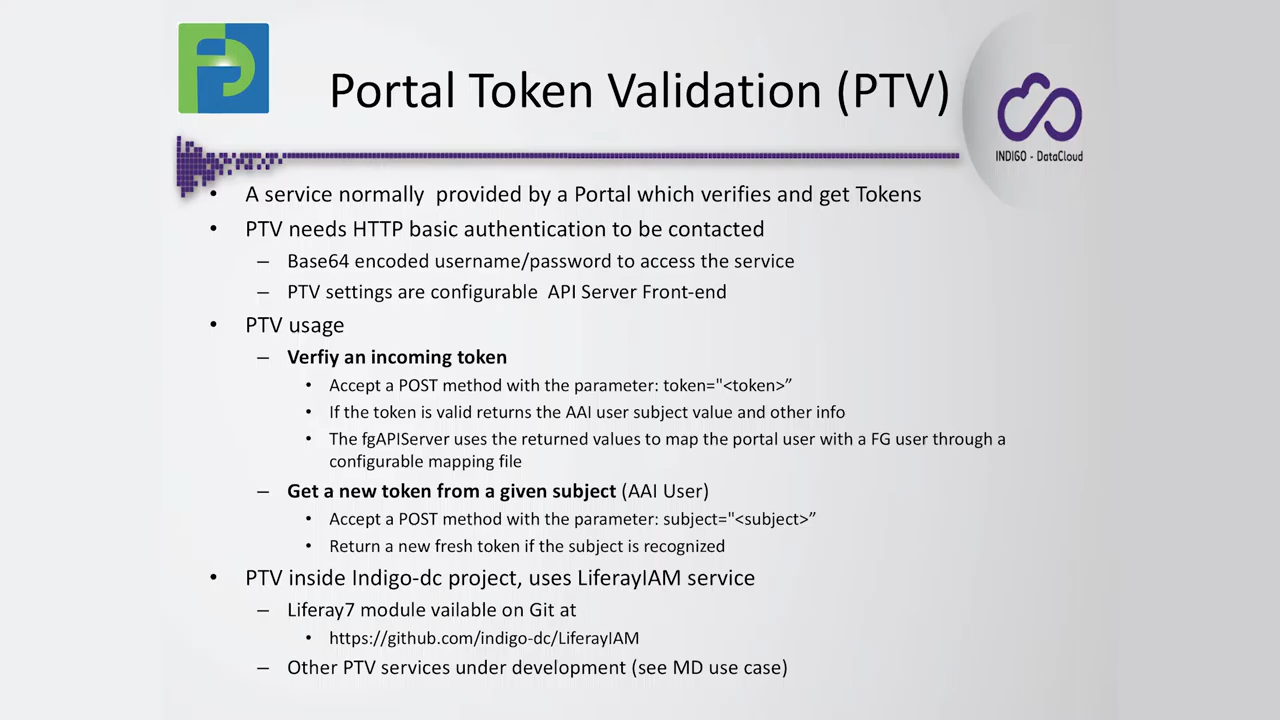 Portal Token Validation (PTV)
INDIGO - DataCloud
• A service normally provided by a Portal which verifies and get Tokens
• PTV needs HTTP basic authentication to be contacted
– Base64 encoded username/password to access the service
– PTV settings are configurable API Server Front-end
• PTV usage
– Verfiy an incoming token
• Accept a POST method with the parameter: token="<token>”
• If the token is valid returns the AAI user subject value and other info
• The fgAPIServer uses the returned values to map the portal user with a FG user through a
configurable mapping file
– Get a new token from a given subject (AAI User)
• Accept a POST method with the parameter: subject="<subject>”
• Return a new fresh token if the subject is recognized
• PTV inside Indigo-dc project, uses LiferayIAM service
– Liferay7 module vailable on Git at
• https://github.com/indigo-dc/LiferayIAM
– Other PTV services under development (see MD use case)